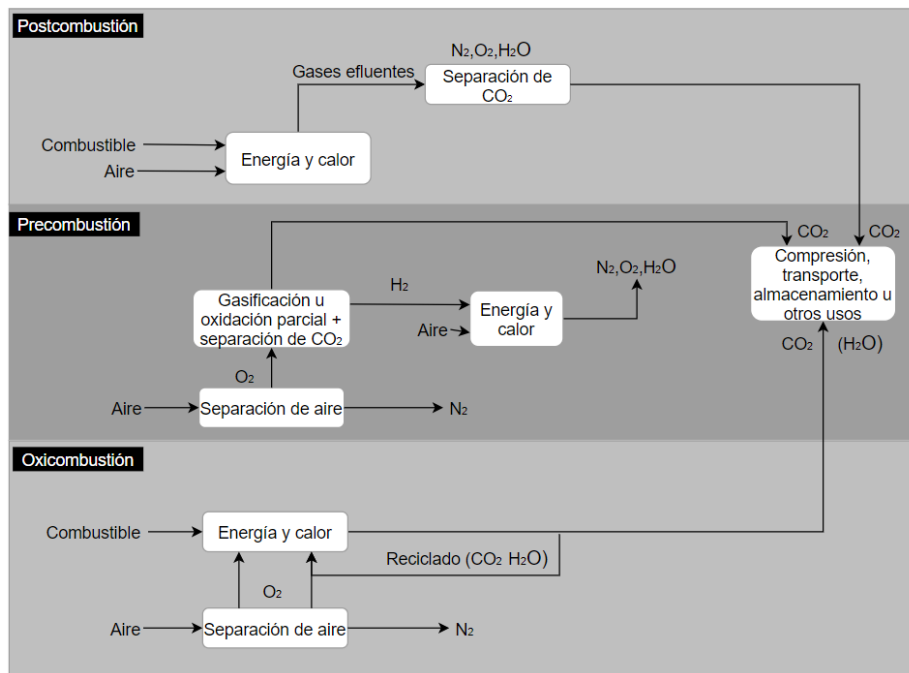 Postcombustión
N₂,O₂,H₂O
Gases efluentes
Separación de
CO₂
Combustible
Aire
Energía y calor
Precombustión
CO₂
CO₂
Compresión,
transporte,
almacenamiento u
otros usos
N₂,O₂,H₂O
H₂
Gasificación u
oxidación parcial +
separación de CO₂
Energía y
calor
Aire
CO₂
(H₂O)
O₂
Aire
Separación de aire
N₂
Oxicombustión
Combustible
Energía y calor
Reciclado (CO₂ H₂O)
O₂
Aire
Separación de aire
N₂